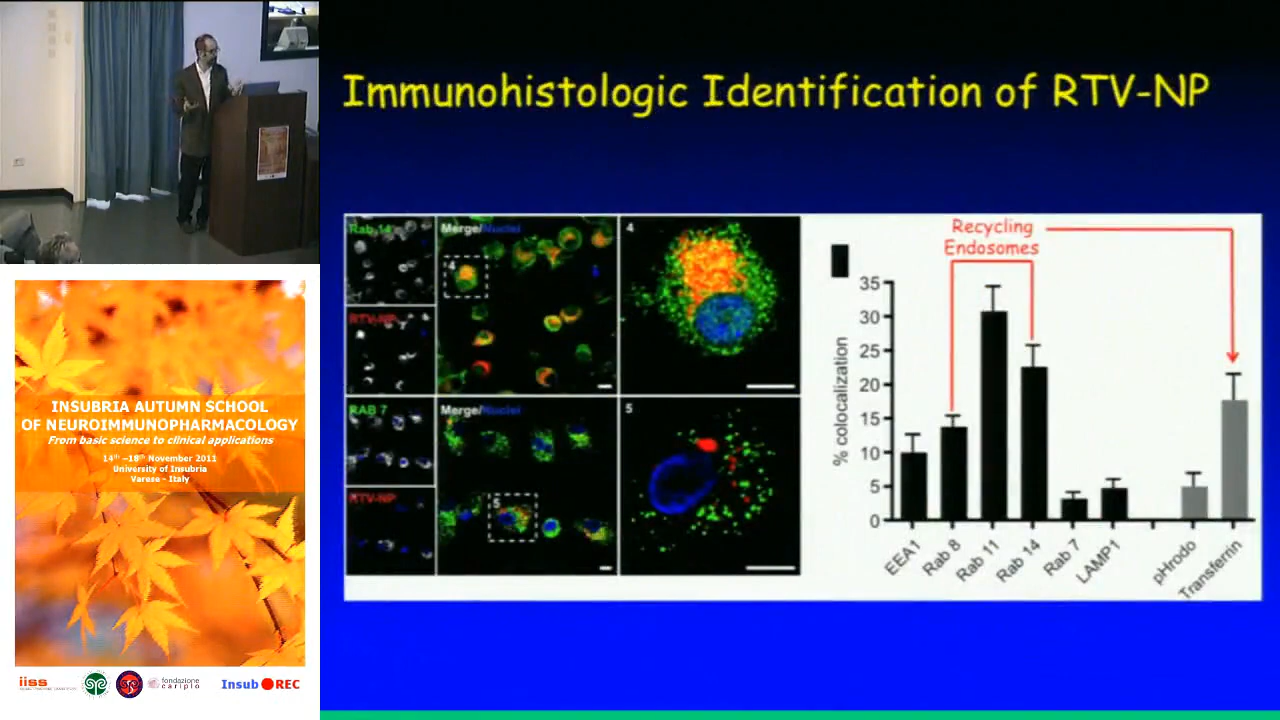 Immunohistologic Identification of RTV-NP
Rab 14
Merge/Nuclei
4
4
RTV-NP
RAB 7
Merge/Nuclei
5
5
RTV-NP
Recycling
Endosomes
% colocalization
35
30
25
20
15
10
5
0
EEA1
Rab 8
Rab 11
Rab 14
Rab 7
LAMP1
pHrodo
Transferrin
INSUBRIA AUTUMN SCHOOL
OF NEUROIMMUNOPHARMACOLOGY
From basic science to clinical applications
14th –18th November 2011
University of Insubria
Varese - Italy
iiss
fondazione
cariplo
Insub REC